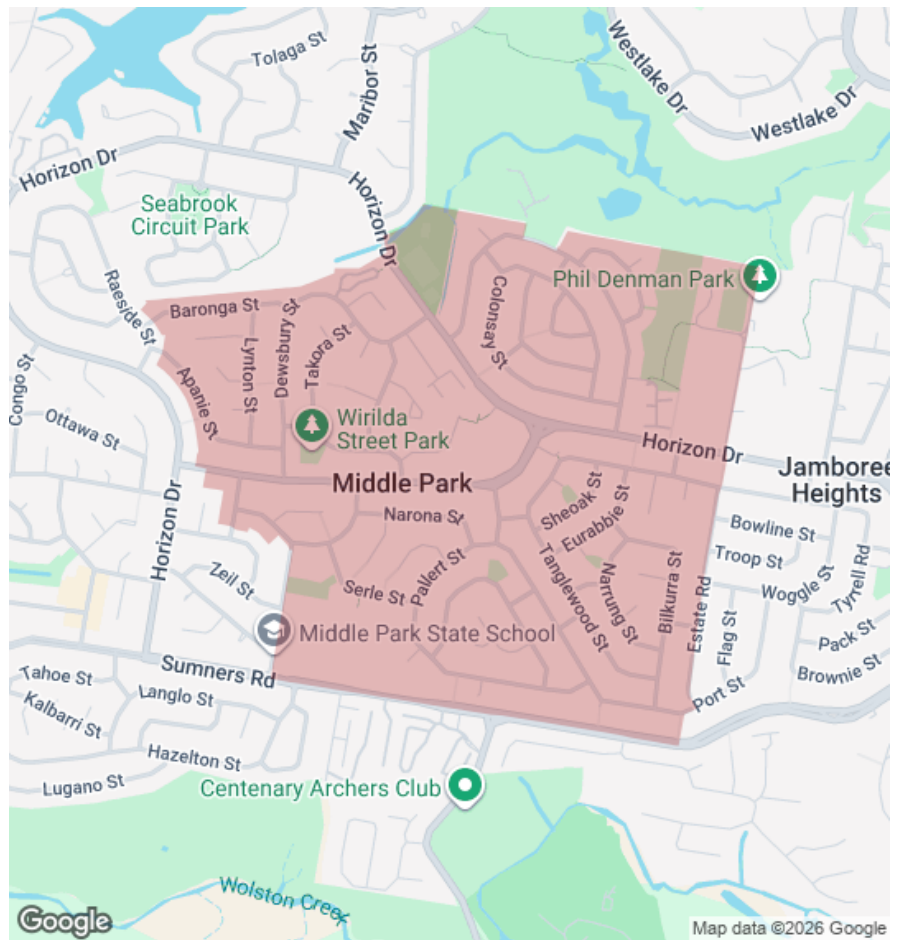 Tolaga St
Maribor St
Westlake Dr
Westlake Dr
Horizon Dr
Horizon Dr
Seabrook
Circuit Park
Raeside St
Baronga St
Lynton St
Dewsbury St
Takora St
Colonsay St
Phil Denman Park
Apanie St
Congo St
Ottawa St
Wirilda
Street Park
Horizon Dr
Jamboree
Heights
Middle Park
Narona St
Sheoak St
Eurabbie St
Bowline St
Troop St
Woggle St
Tyrrell Rd
Horizon Dr
Zeil St
Serle St
Pallert St
Tanglewood St
Narrung St
Bilkurra St
Estate Rd
Flag St
Pack St
Brownie St
Port St
Middle Park State School
Sumners Rd
Tahoe St
Langlo St
Kalbarri St
Hazelton St
Lugano St
Centenary Archers Club
Wolston Creek
Google
Map data ©2026 Google